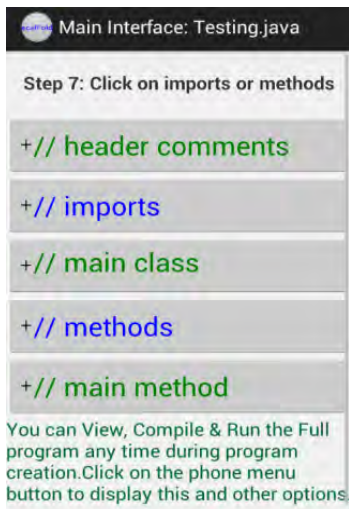 Main Interface: Testing.java
Step 7: Click on imports or methods
+// header comments
+// imports
+// main class
+// methods
+// main method
You can View, Compile & Run the Full
program any time during program
creation.Click on the phone menu
button to display this and other options.